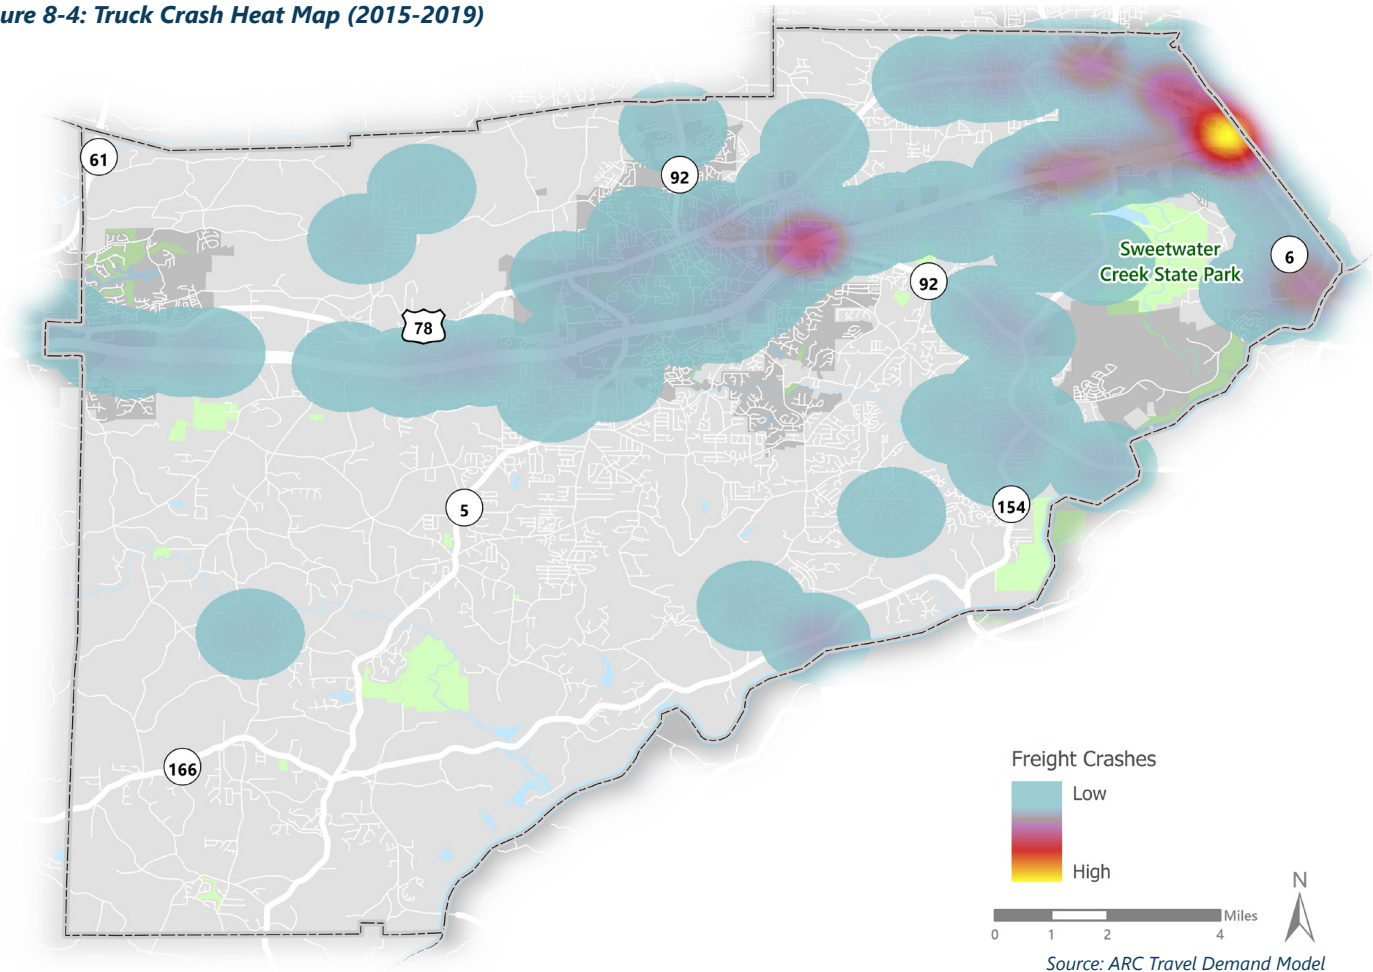 ure 8-4: Truck Crash Heat Map (2015-2019)
61
92
78
Sweetwater
Creek State Park
6
92
5
154
166
Freight Crashes
Low
High
N
Miles
0 1 2 4
Source: ARC Travel Demand Model